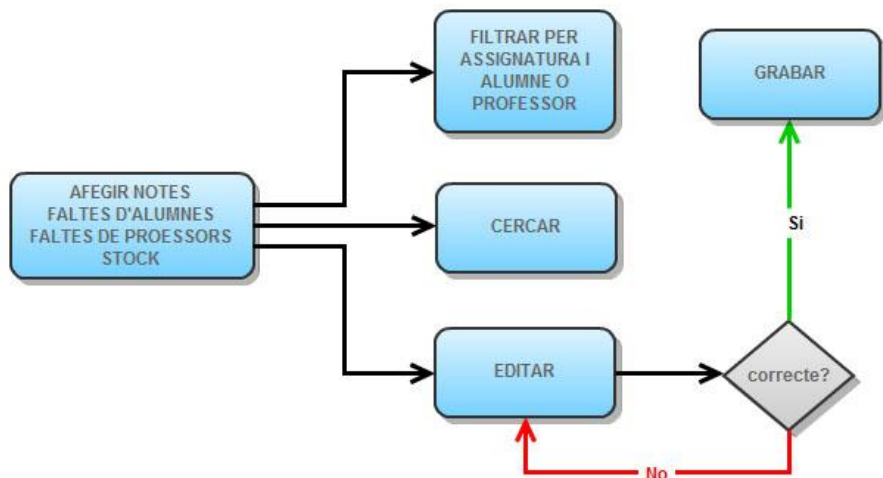 FILTRAR PER
ASSIGNATURA I
ALUMNE O
PROFESSOR
GRABAR
AFEGIR NOTES
FALTES D'ALUMNES
FALTES DE PROESSORS
STOCK
CERCAR
Si
EDITAR
correcte?
No